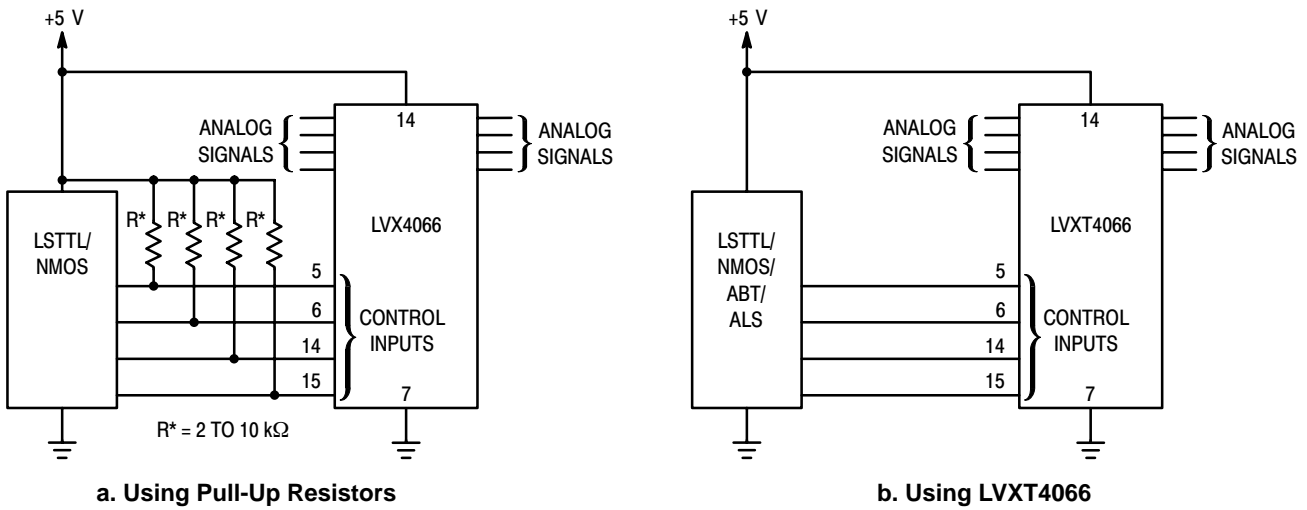 +5 V
14
ANALOG
SIGNALS
ANALOG
SIGNALS
R* R* R* R*
LSTTL/
NMOS
LVX4066
5
6
14
15
CONTROL
INPUTS
7
R* = 2 TO 10 kΩ
a. Using Pull-Up Resistors
+5 V
14
ANALOG
SIGNALS
ANALOG
SIGNALS
LSTTL/
NMOS/
ABT/
ALS
LVXT4066
5
6
14
15
CONTROL
INPUTS
7
b. Using LVXT4066